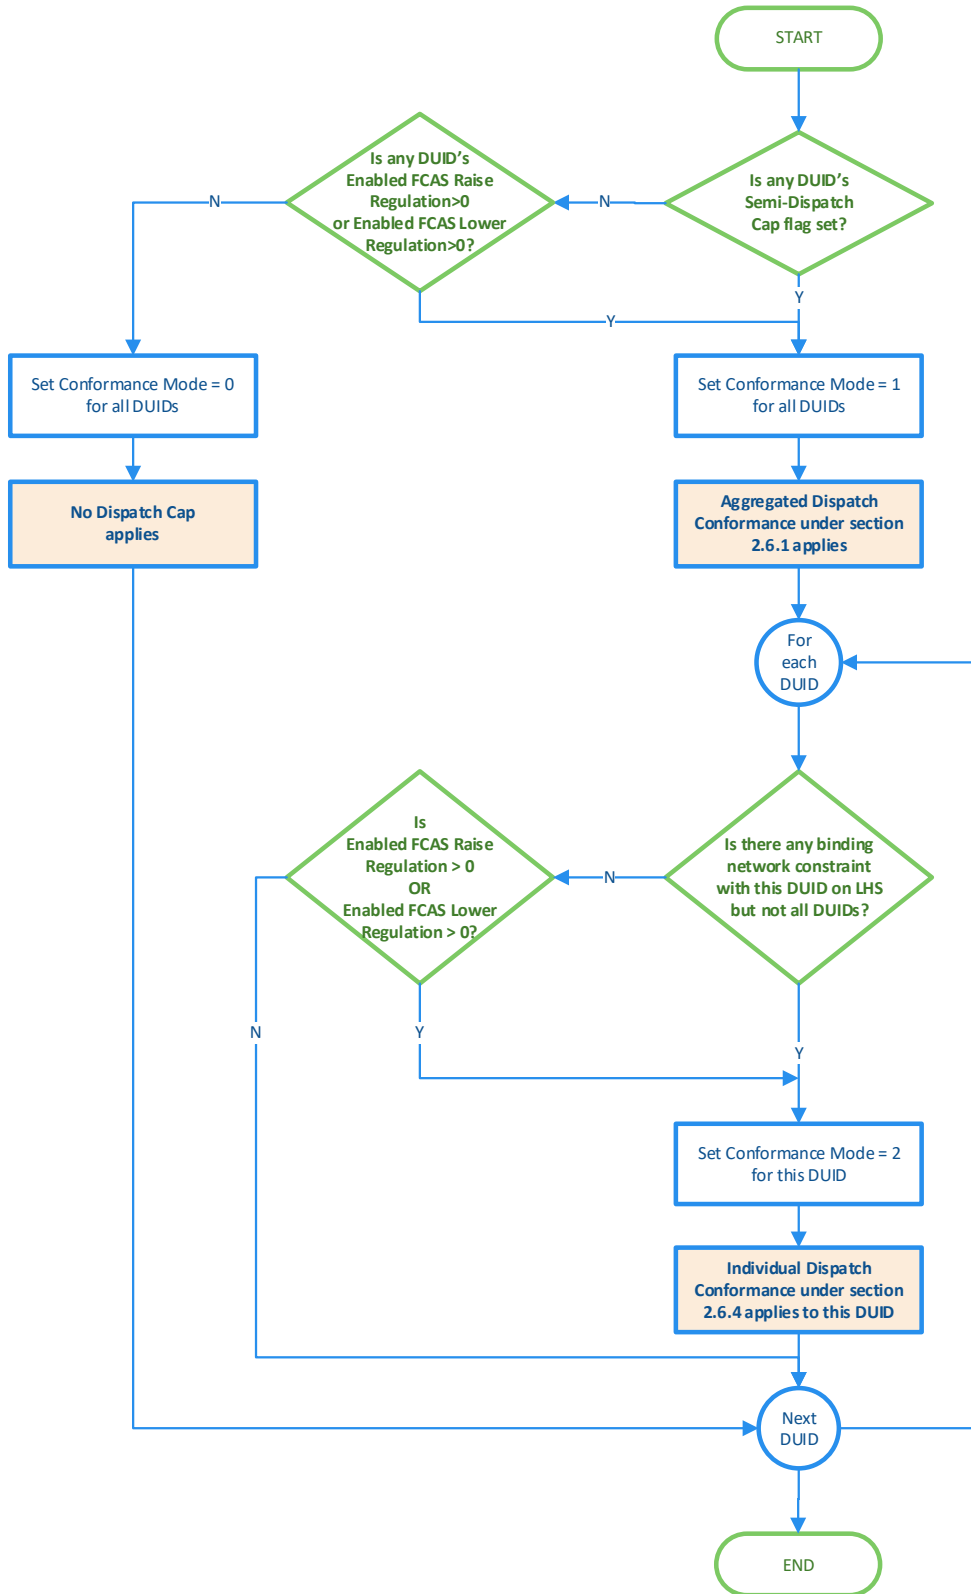 START
Is any DUID's
Semi-Dispatch
Cap flag set?
N
Is any DUID's
Enabled FCAS Raise
Regulation>0
or Enabled FCAS Lower
Regulation>0?
N
Y
Y
Set Conformance Mode = 0
for all DUIDs
Set Conformance Mode = 1
for all DUIDs
No Dispatch Cap
applies
Aggregated Dispatch
Conformance under section
2.6.1 applies
For
each
DUID
Is there any binding
network constraint
with this DUID on LHS
but not all DUIDs?
N
Is
Enabled FCAS Raise
Regulation > 0
OR
Enabled FCAS Lower
Regulation > 0?
N
Y
Y
Set Conformance Mode = 2
for this DUID
Individual Dispatch
Conformance under section
2.6.4 applies to this DUID
Next
DUID
END